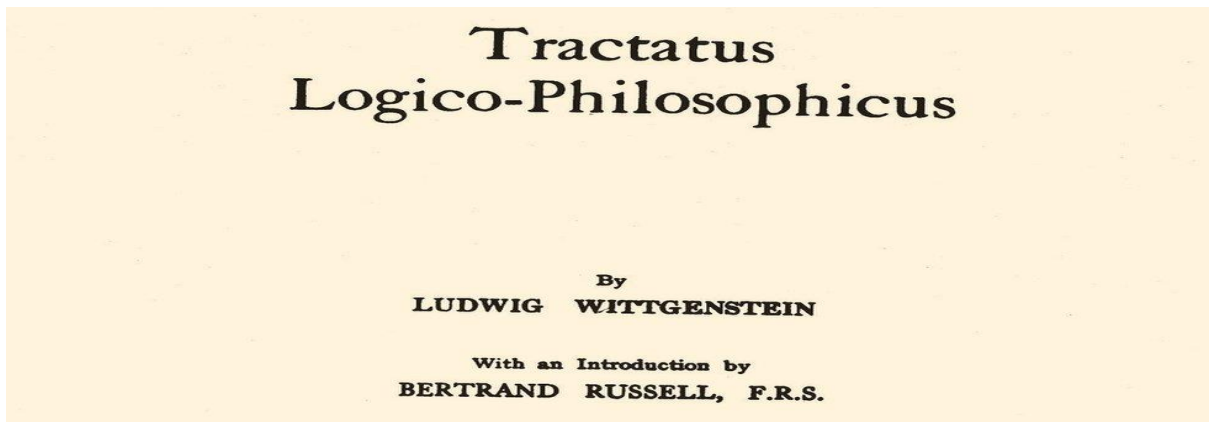 Tractatus
Logico-Philosophicus
By
LUDWIG WITTGENSTEIN
With an Introduction by
BERTRAND RUSSELL, F.R.S.